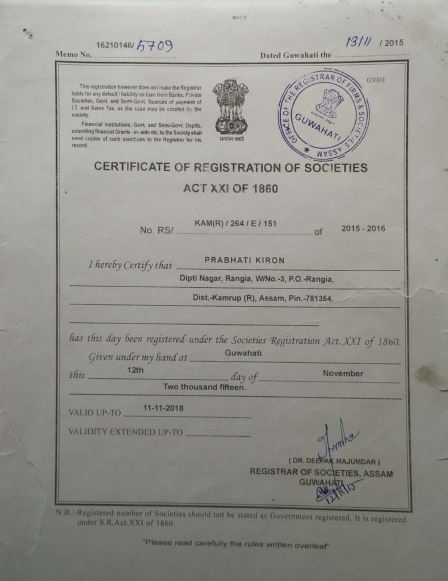 16210146/5709
Memo No.
13/11 / 2015
Dated Guwahati the
This registration however does not make the Registrar
liable for any default/liability on loan from Banks, Private
Societies, Govt. and Semi-Govt. Sources of payment of
I.T. and Sales Tax, as the case may be created by the
society.
Financial Institutions, Govt. and Semi-Govt. Deptts,
extending financial Grants - in-aids etc. to the Society shall
send copies of such sanctions to the Registrar for his
record
OFFICE OF THE REGISTRAR OF FIRMS & SOCIETIES ASSAM
GUWAHATI
03001
CERTIFICATE OF REGISTRATION OF SOCIETIES
ACT XXI OF 1860
No. RS/ KAM(R) / 264 / E / 151 of 2015 - 2016
I hereby Certify that PRABHATI KIRON
Dipti Nagar, Rangia, W/No.-3, P.O.-Rangia,
Dist.-Kamrup (R), Assam, Pin.-781354.
has this day been registered under the Societies Registration Act. XXI of 1860.
Given under my hand at Guwahati
this 12th day of November
Two thousand fifteen.
VALID UP-TO 11-11-2018
VALIDITY EXTENDED UP-TO
( DR. DEEPAK MAJUMDAR )
REGISTRAR OF SOCIETIES, ASSAM
GUWAHATI
12/11/15
N.B.:-Registered number of Societies should not be stated as Government registered. It is registered
under S.R.Act.XXI of 1860.
"Please read carefully the rules written overleaf"